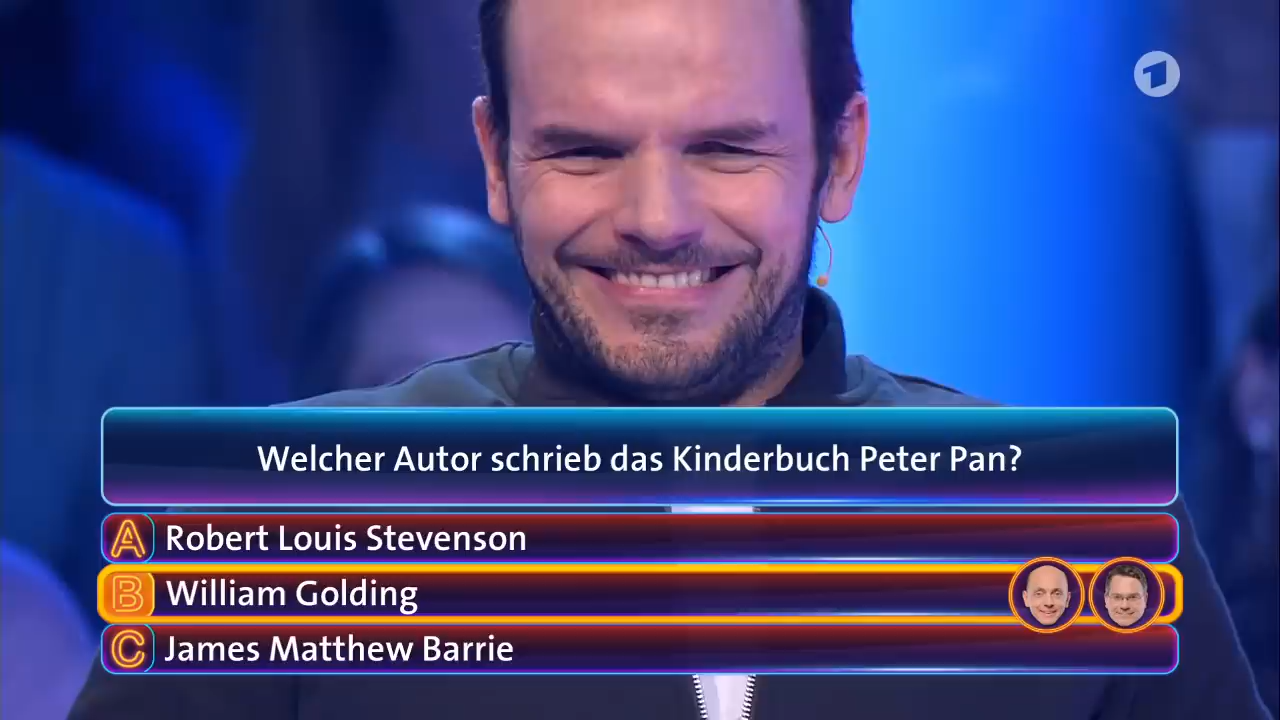 Welcher Autor schrieb das Kinderbuch Peter Pan?
A Robert Louis Stevenson
B William Golding
C James Matthew Barrie